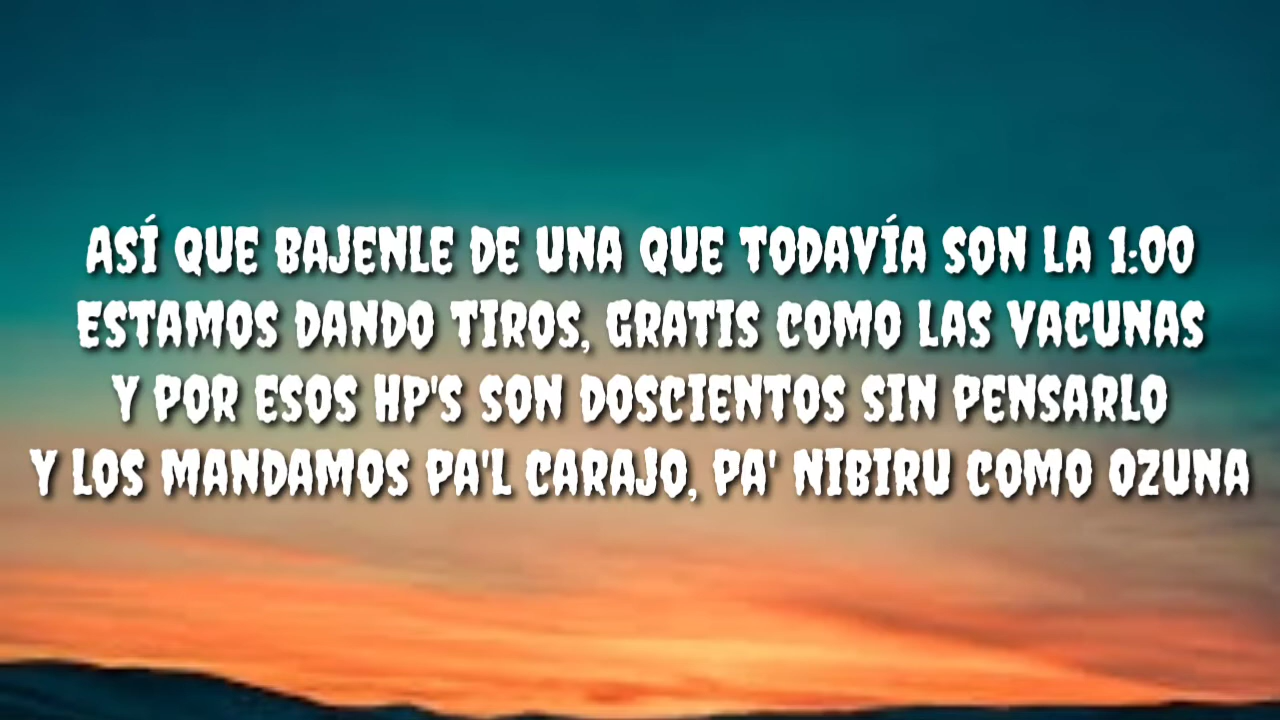 ASÍ QUE BAJENLE DE UNA QUE TODAVÍA SON LA 1:00
ESTAMOS DANDO TIROS, GRATIS COMO LAS VACUNAS
Y POR ESOS HP'S SON DOSCIENTOS SIN PENSARLO
Y LOS MANDAMOS PA'L CARAJO, PA' NIBIRU COMO OZUNA